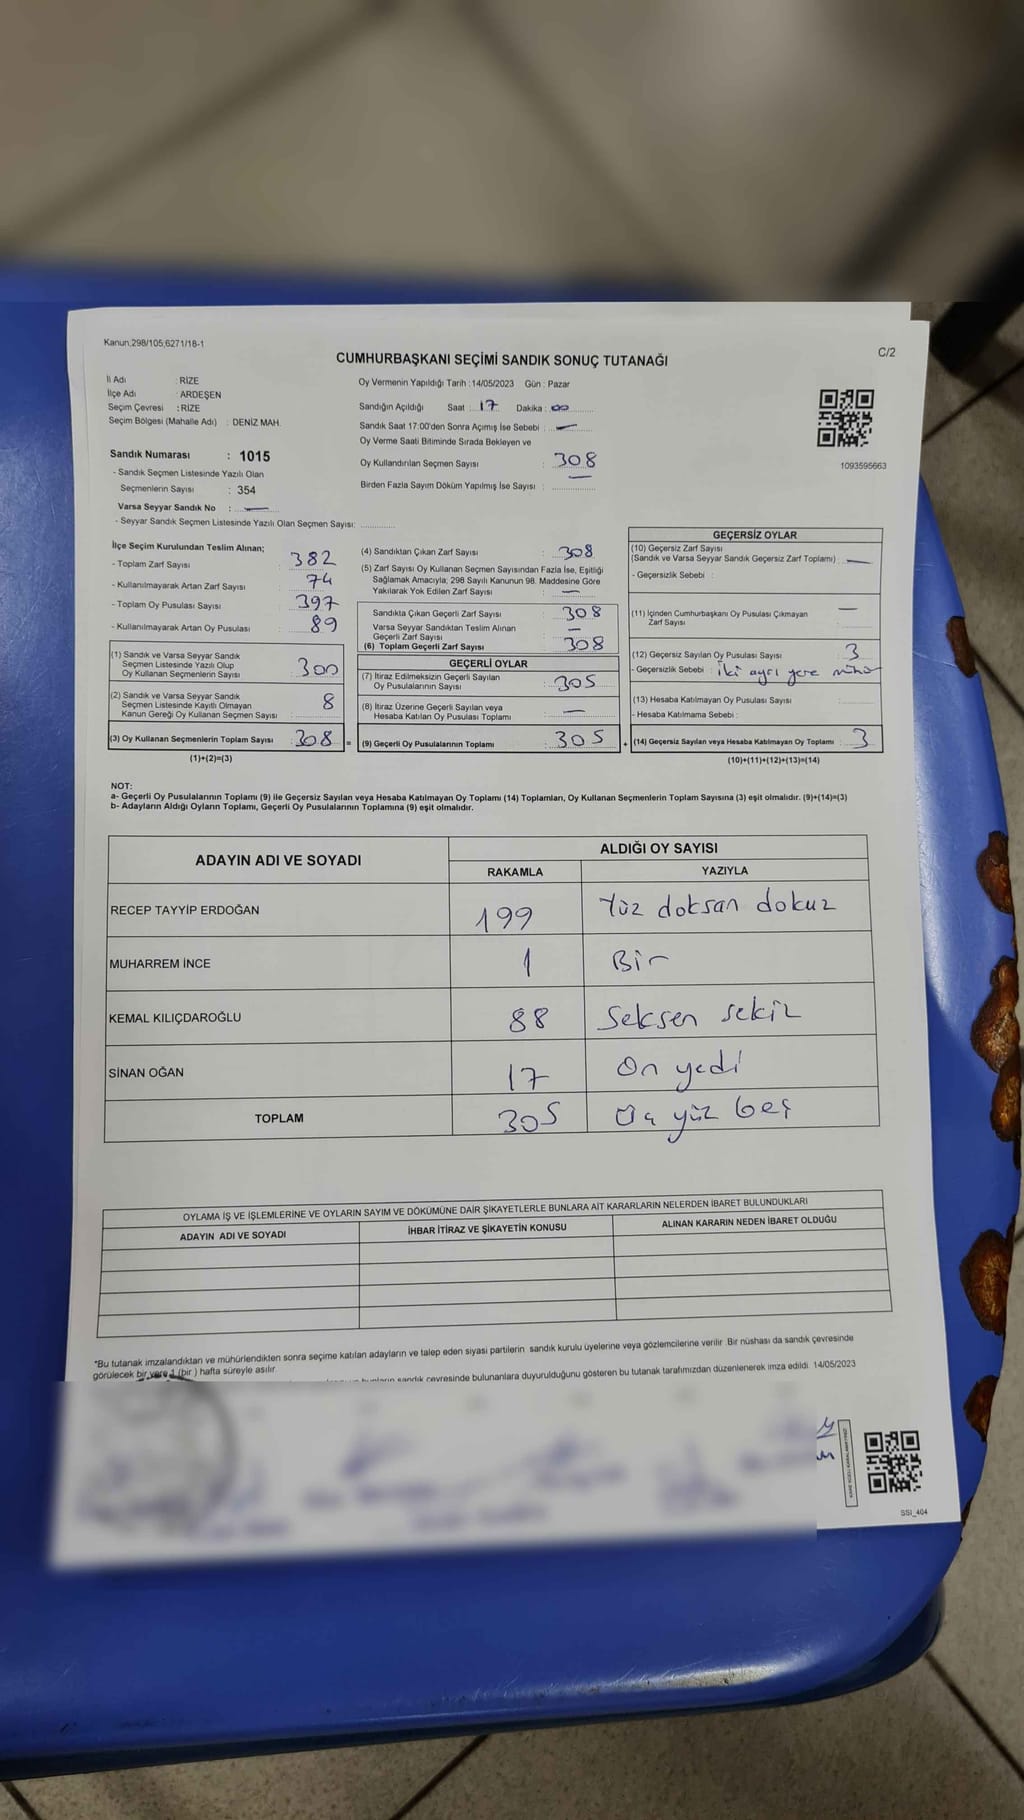 Kanun.298/105;6271/18-1
C/2
CUMHURBAŞKANI SEÇİMİ SANDIK SONUÇ TUTANAĞI
İl Adı : RİZE
İlçe Adı : ARDEŞEN
Seçim Çevresi : RİZE
Seçim Bölgesi (Mahalle Adı) : DENİZ MAH.
Oy Vermenin Yapıldığı Tarih :14/05/2023 Gün : Pazar
Sandığın Açıldığı Saat : 17 Dakika : 00
Sandık Saat 17:00'den Sonra Açımış İse Sebebi : —
Oy Verme Saati Bitiminde Sırada Bekleyen ve
Oy Kullandırılan Seçmen Sayısı : 308
Birden Fazla Sayım Döküm Yapılmış İse Sayısı : —
1093595663
Sandık Numarası : 1015
- Sandık Seçmen Listesinde Yazılı Olan
Seçmenlerin Sayısı : 354
Varsa Seyyar Sandık No : —
- Seyyar Sandık Seçmen Listesinde Yazılı Olan Seçmen Sayısı:
İlçe Seçim Kurulundan Teslim Alınan;
- Toplam Zarf Sayısı : 382
- Kullanılmayarak Artan Zarf Sayısı : 74
- Toplam Oy Pusulası Sayısı : 397
- Kullanılmayarak Artan Oy Pusulası : 89
(1) Sandık ve Varsa Seyyar Sandık
Seçmen Listesinde Yazılı Olup
Oy Kullanan Seçmenlerin Sayısı : 300
(2) Sandık ve Varsa Seyyar Sandık
Seçmen Listesinde Kayıtlı Olmayan
Kanun Gereği Oy Kullanan Seçmen Sayısı : 8
(3) Oy Kullanan Seçmenlerin Toplam Sayısı : 308 =
(1)+(2)=(3)
(4) Sandıktan Çıkan Zarf Sayısı : 308
(5) Zarf Sayısı Oy Kullanan Seçmen Sayısından Fazla İse, Eşitliği
Sağlamak Amacıyla; 298 Sayılı Kanunun 98. Maddesine Göre
Yakılarak Yok Edilen Zarf Sayısı : —
Sandıkta Çıkan Geçerli Zarf Sayısı : 308
Varsa Seyyar Sandıktan Teslim Alınan
Geçerli Zarf Sayısı : —
(6) Toplam Geçerli Zarf Sayısı : 308
GEÇERLİ OYLAR
(7) İtiraz Edilmeksizin Geçerli Sayılan
Oy Pusulalarının Sayısı : 305
(8) İtiraz Üzerine Geçerli Sayılan veya
Hesaba Katılan Oy Pusulası Toplamı : —
(9) Geçerli Oy Pusulalarının Toplamı : 305 +
GEÇERSİZ OYLAR
(10) Geçersiz Zarf Sayısı
(Sandık ve Varsa Seyyar Sandık Geçersiz Zarf Toplamı) : —
- Geçersizlik Sebebi :
(11) İçinden Cumhurbaşkanı Oy Pusulası Çıkmayan
Zarf Sayısı : —
(12) Geçersiz Sayılan Oy Pusulası Sayısı : 3
- Geçersizlik Sebebi : iki ayrı yere mühür
(13) Hesaba Katılmayan Oy Pusulası Sayısı :
- Hesaba Katılmama Sebebi :
(14) Geçersiz Sayılan veya Hesaba Katılmayan Oy Toplamı : 3
(10)+(11)+(12)+(13)=(14)
NOT:
a- Geçerli Oy Pusulalarının Toplamı (9) ile Geçersiz Sayılan veya Hesaba Katılmayan Oy Toplamı (14) Toplamları, Oy Kullanan Seçmenlerin Toplam Sayısına (3) eşit olmalıdır. (9)+(14)=(3)
b- Adayların Aldığı Oyların Toplamı, Geçerli Oy Pusulalarının Toplamına (9) eşit olmalıdır.
ADAYIN ADI VE SOYADI
ALDIĞI OY SAYISI
RAKAMLA YAZIYLA
RECEP TAYYİP ERDOĞAN 199 Yüz doksan dokuz
MUHARREM İNCE 1 Bir
KEMAL KILIÇDAROĞLU 88 Seksen sekiz
SİNAN OĞAN 17 On yedi
TOPLAM 305 Üç yüz beş
OYLAMA İŞ VE İŞLEMLERİNE VE OYLARIN SAYIM VE DÖKÜMÜNE DAİR ŞİKAYETLERLE BUNLARA AİT KARARLARIN NELERDEN İBARET BULUNDUKLARI
ADAYIN ADI VE SOYADI İHBAR İTİRAZ VE ŞİKAYETİN KONUSU ALINAN KARARIN NEDEN İBARET OLDUĞU
*Bu tutanak imzalandıktan ve mühürlendikten sonra seçime katılan adayların ve talep eden siyasi partilerin sandık kurulu üyelerine veya gözlemcilerine verilir. Bir nüshası da sandık çevresinde
görülecek bir yere 1 (bir ) hafta süreyle asılır.
bunların sandık çevresinde bulunanlara duyurulduğunu gösteren bu tutanak tarafımızdan düzenlenerek imza edildi. 14/05/2023
SSI_404